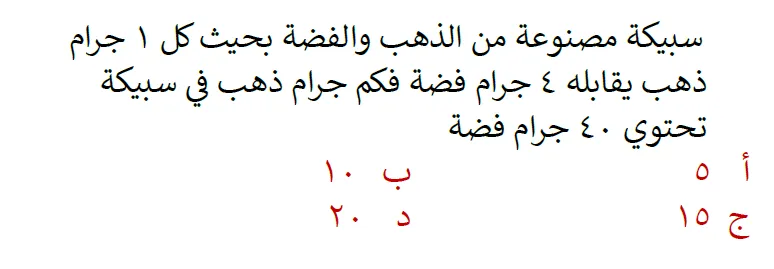 سبيكة مصنوعة من الذهب والفضة بحيث كل ١ جرام
ذهب يقابله ٤ جرام فضة فكم جرام ذهب في سبيكة
تحتوي ٤٠ جرام فضة
أ ٥ ب ١٠
ج ١٥ د ٢٠